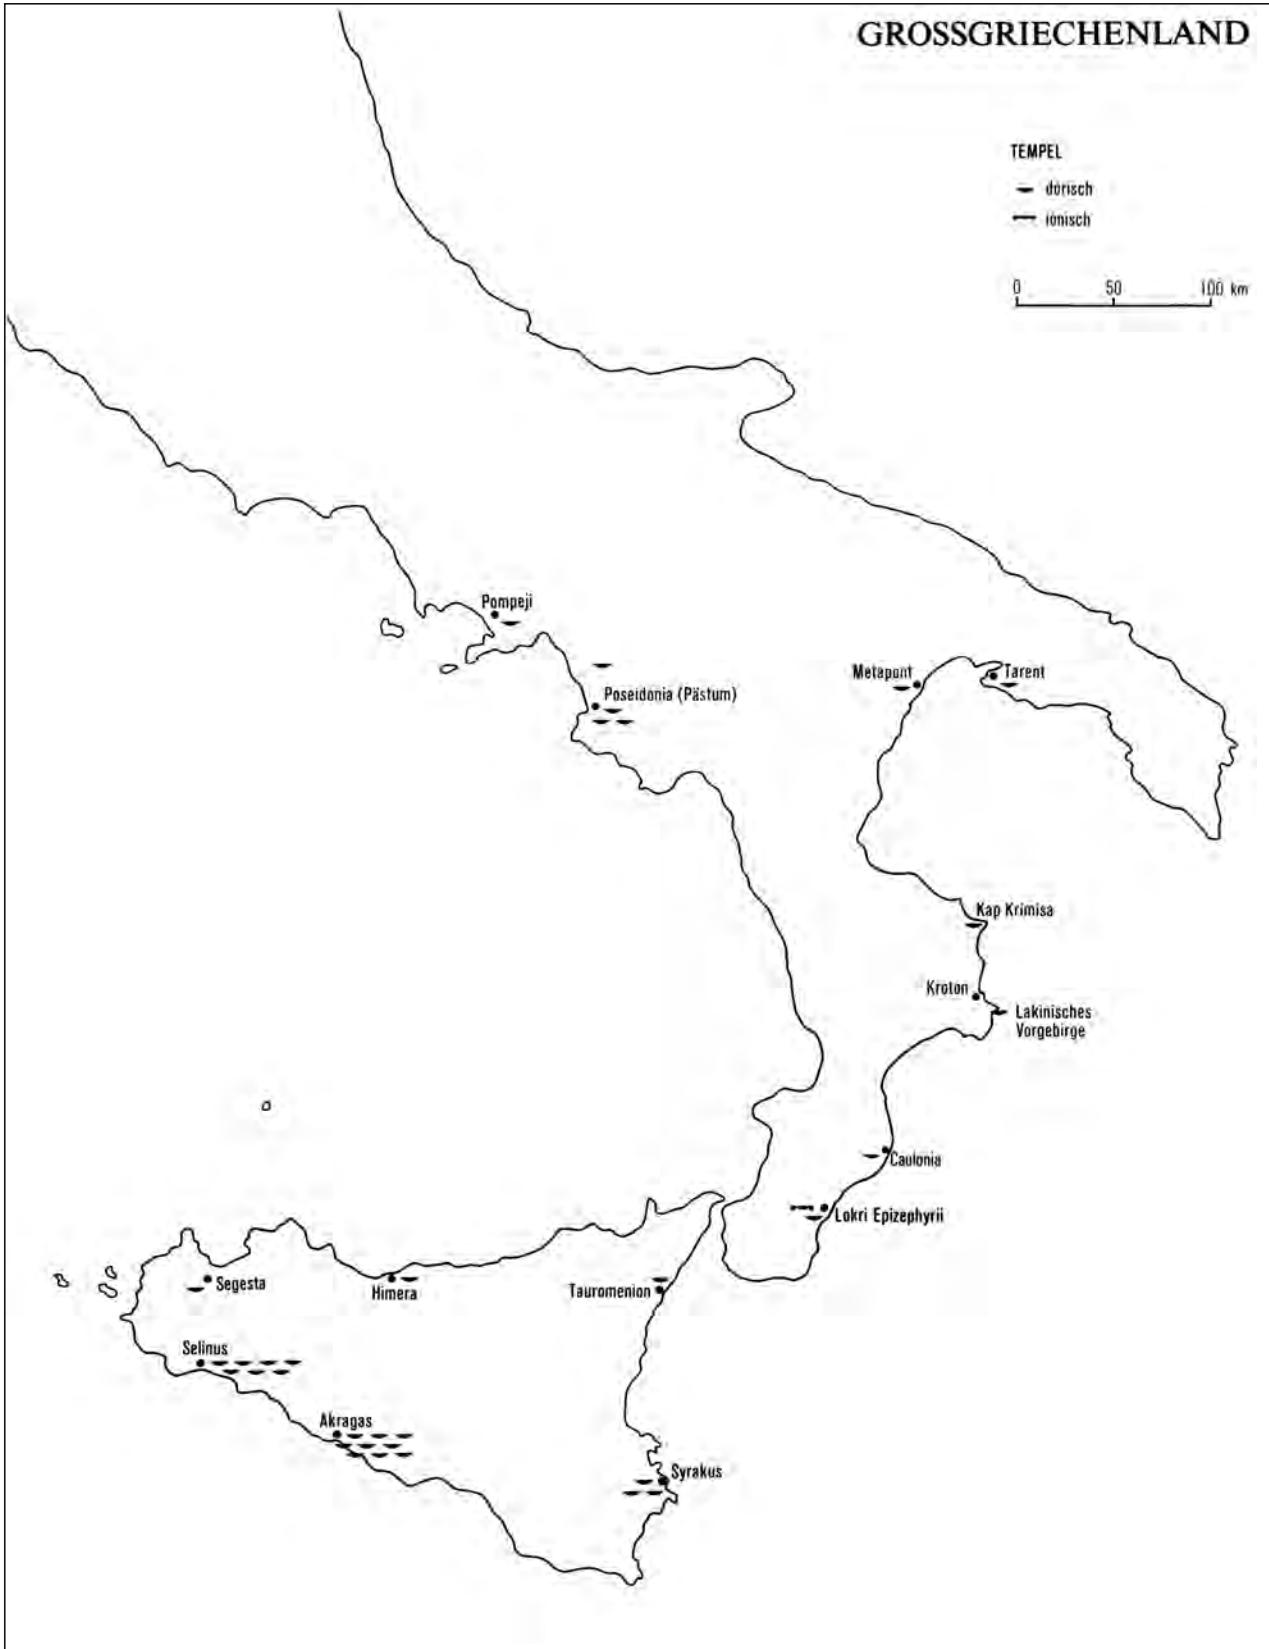 GROSSGRIECHENLAND
TEMPEL
dorisch
ionisch
0 50 100 km
Pompeji
Poseidonia (Pästum)
Metapont
Tarent
Kap Krimisa
Kroton
Lakinisches
Vorgebirge
Caulonia
Lokri Epizephyrii
Segesta
Himera
Tauromenion
Selinus
Akragas
Syrakus